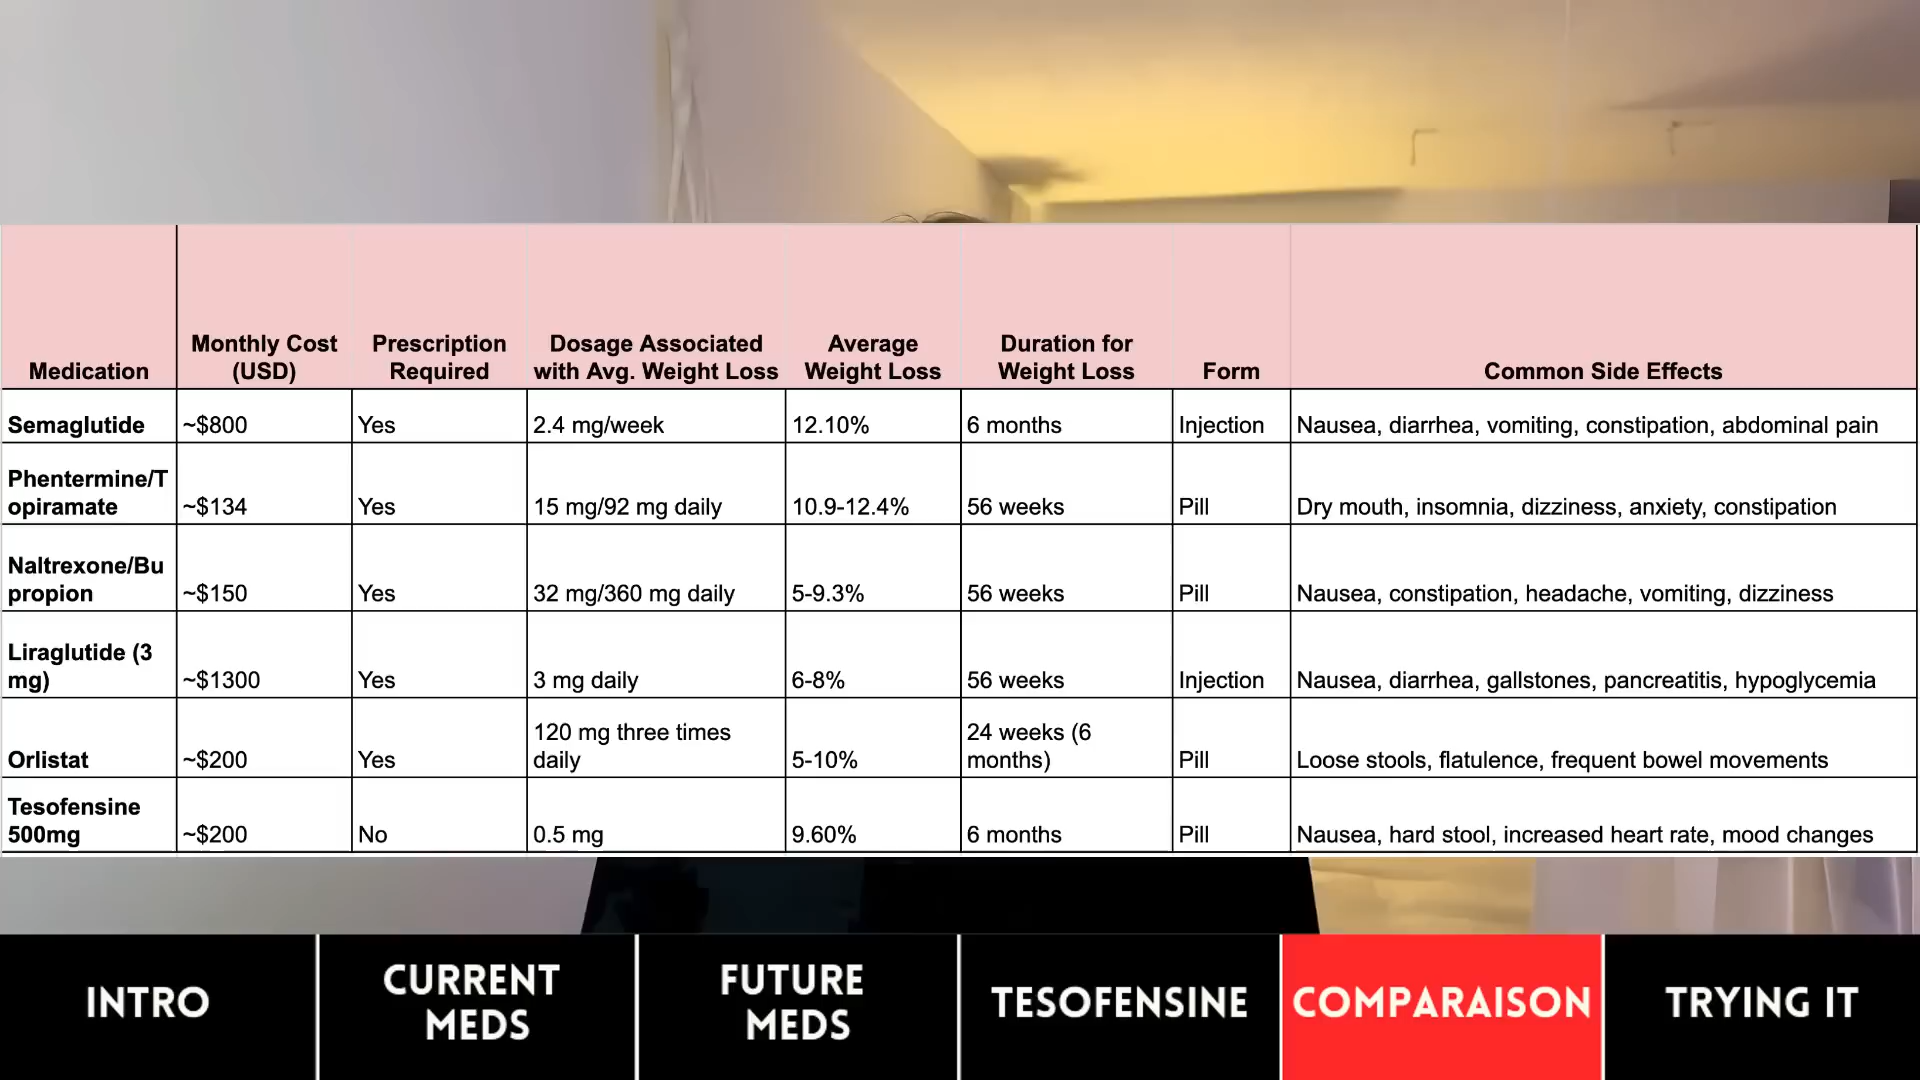 Medication
Monthly Cost
(USD)
Prescription
Required
Dosage Associated
with Avg. Weight Loss
Average
Weight Loss
Duration for
Weight Loss
Form
Common Side Effects
Semaglutide
~$800
Yes
2.4 mg/week
12.10%
6 months
Injection
Nausea, diarrhea, vomiting, constipation, abdominal pain
Phentermine/T
opiramate
~$134
Yes
15 mg/92 mg daily
10.9-12.4%
56 weeks
Pill
Dry mouth, insomnia, dizziness, anxiety, constipation
Naltrexone/Bu
propion
~$150
Yes
32 mg/360 mg daily
5-9.3%
56 weeks
Pill
Nausea, constipation, headache, vomiting, dizziness
Liraglutide (3
mg)
~$1300
Yes
3 mg daily
6-8%
56 weeks
Injection
Nausea, diarrhea, gallstones, pancreatitis, hypoglycemia
Orlistat
~$200
Yes
120 mg three times
daily
5-10%
24 weeks (6
months)
Pill
Loose stools, flatulence, frequent bowel movements
Tesofensine
500mg
~$200
No
0.5 mg
9.60%
6 months
Pill
Nausea, hard stool, increased heart rate, mood changes
INTRO
CURRENT
MEDS
FUTURE
MEDS
TESOFENSINE
COMPARAISON
TRYING IT